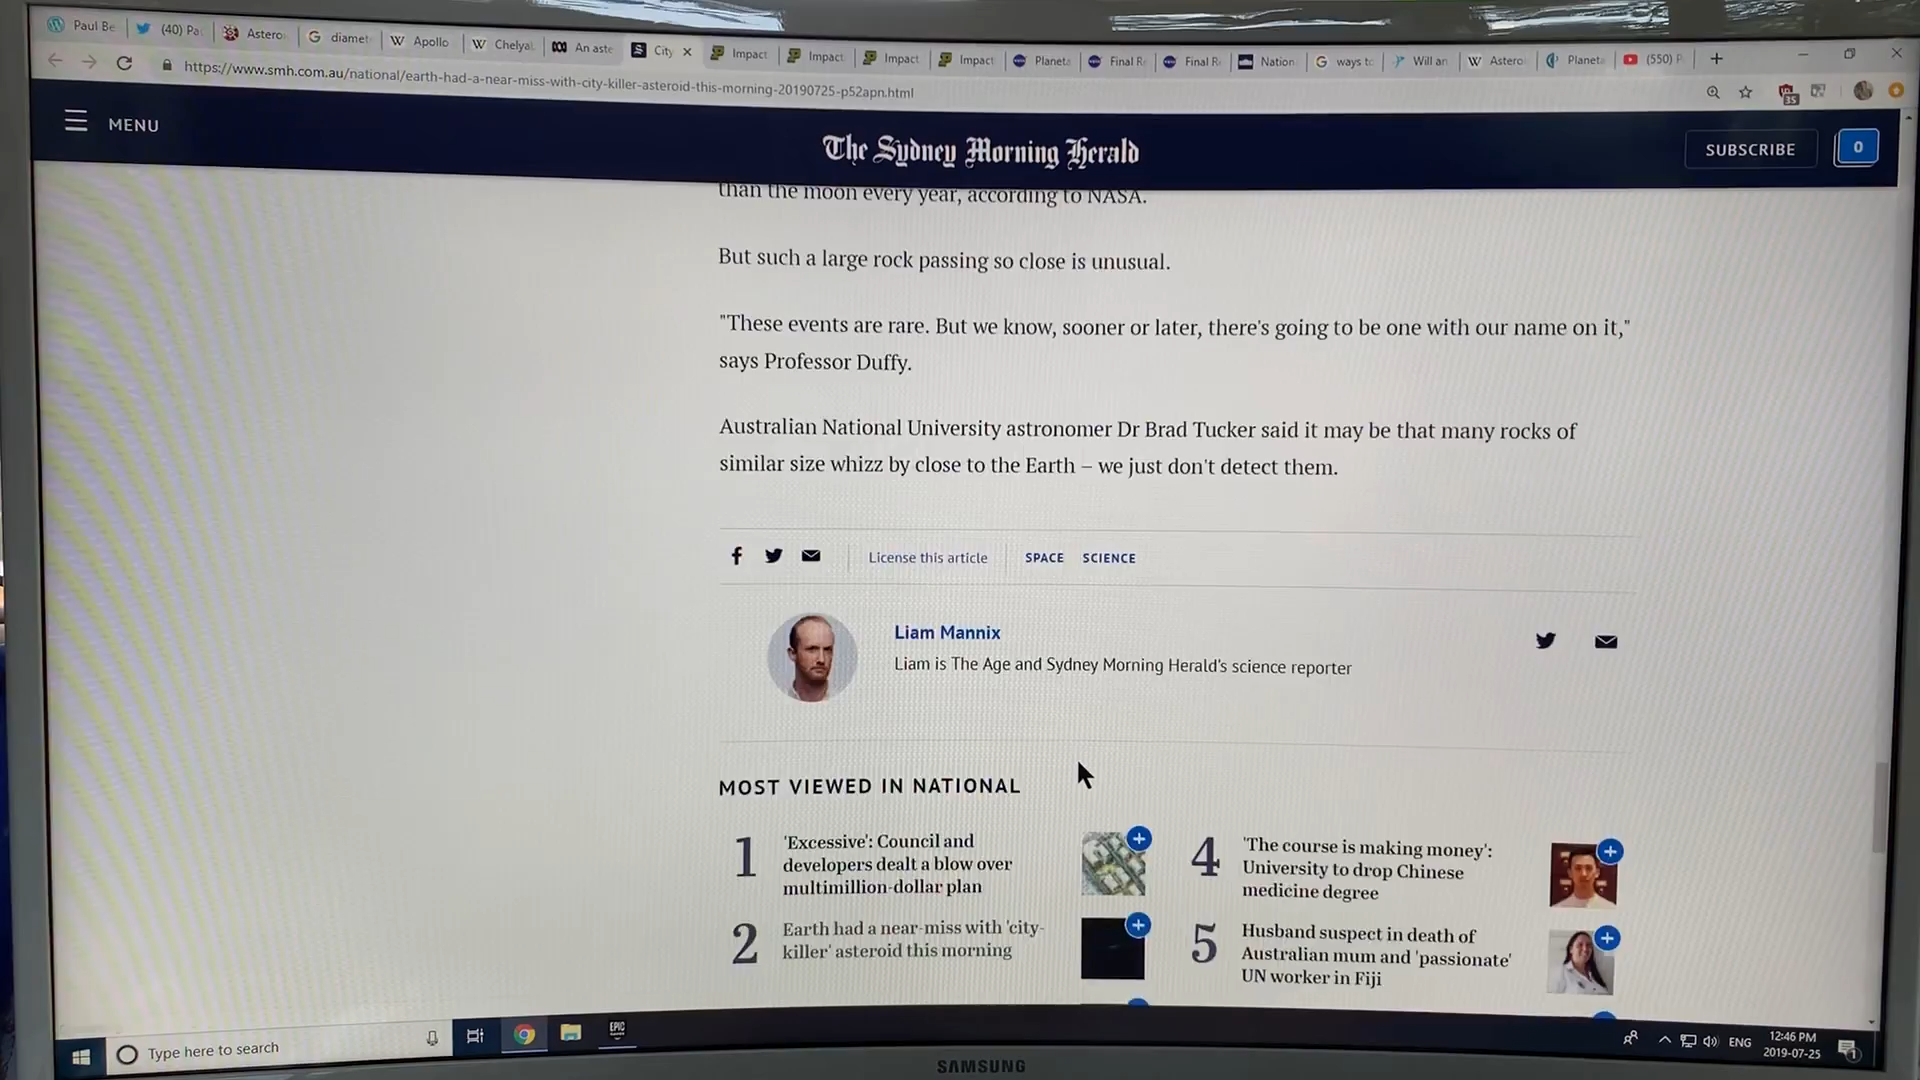 Paul Be
(40) Pa
Astero
diamet
Apollo
Chelya
An aste
City
Impact
Impact
Impact
Impact
Planeta
Final Re
Final Re
Nation
ways to
Will an
Astero
Planeta
(550) P
https://www.smh.com.au/national/earth-had-a-near-miss-with-city-killer-asteroid-this-morning-20190725-p52apn.html
35
MENU
The Sydney Morning Herald
SUBSCRIBE
0
than the moon every year, according to NASA.
But such a large rock passing so close is unusual.
"These events are rare. But we know, sooner or later, there's going to be one with our name on it,"
says Professor Duffy.
Australian National University astronomer Dr Brad Tucker said it may be that many rocks of
similar size whizz by close to the Earth – we just don't detect them.
License this article
SPACE
SCIENCE
Liam Mannix
Liam is The Age and Sydney Morning Herald's science reporter
MOST VIEWED IN NATIONAL
1
'Excessive': Council and
developers dealt a blow over
multimillion-dollar plan
2
Earth had a near-miss with 'city-
killer' asteroid this morning
4
'The course is making money':
University to drop Chinese
medicine degree
5
Husband suspect in death of
Australian mum and 'passionate'
UN worker in Fiji
Type here to search
EPIC
ENG
12:46 PM
2019-07-25
1
SAMSUNG